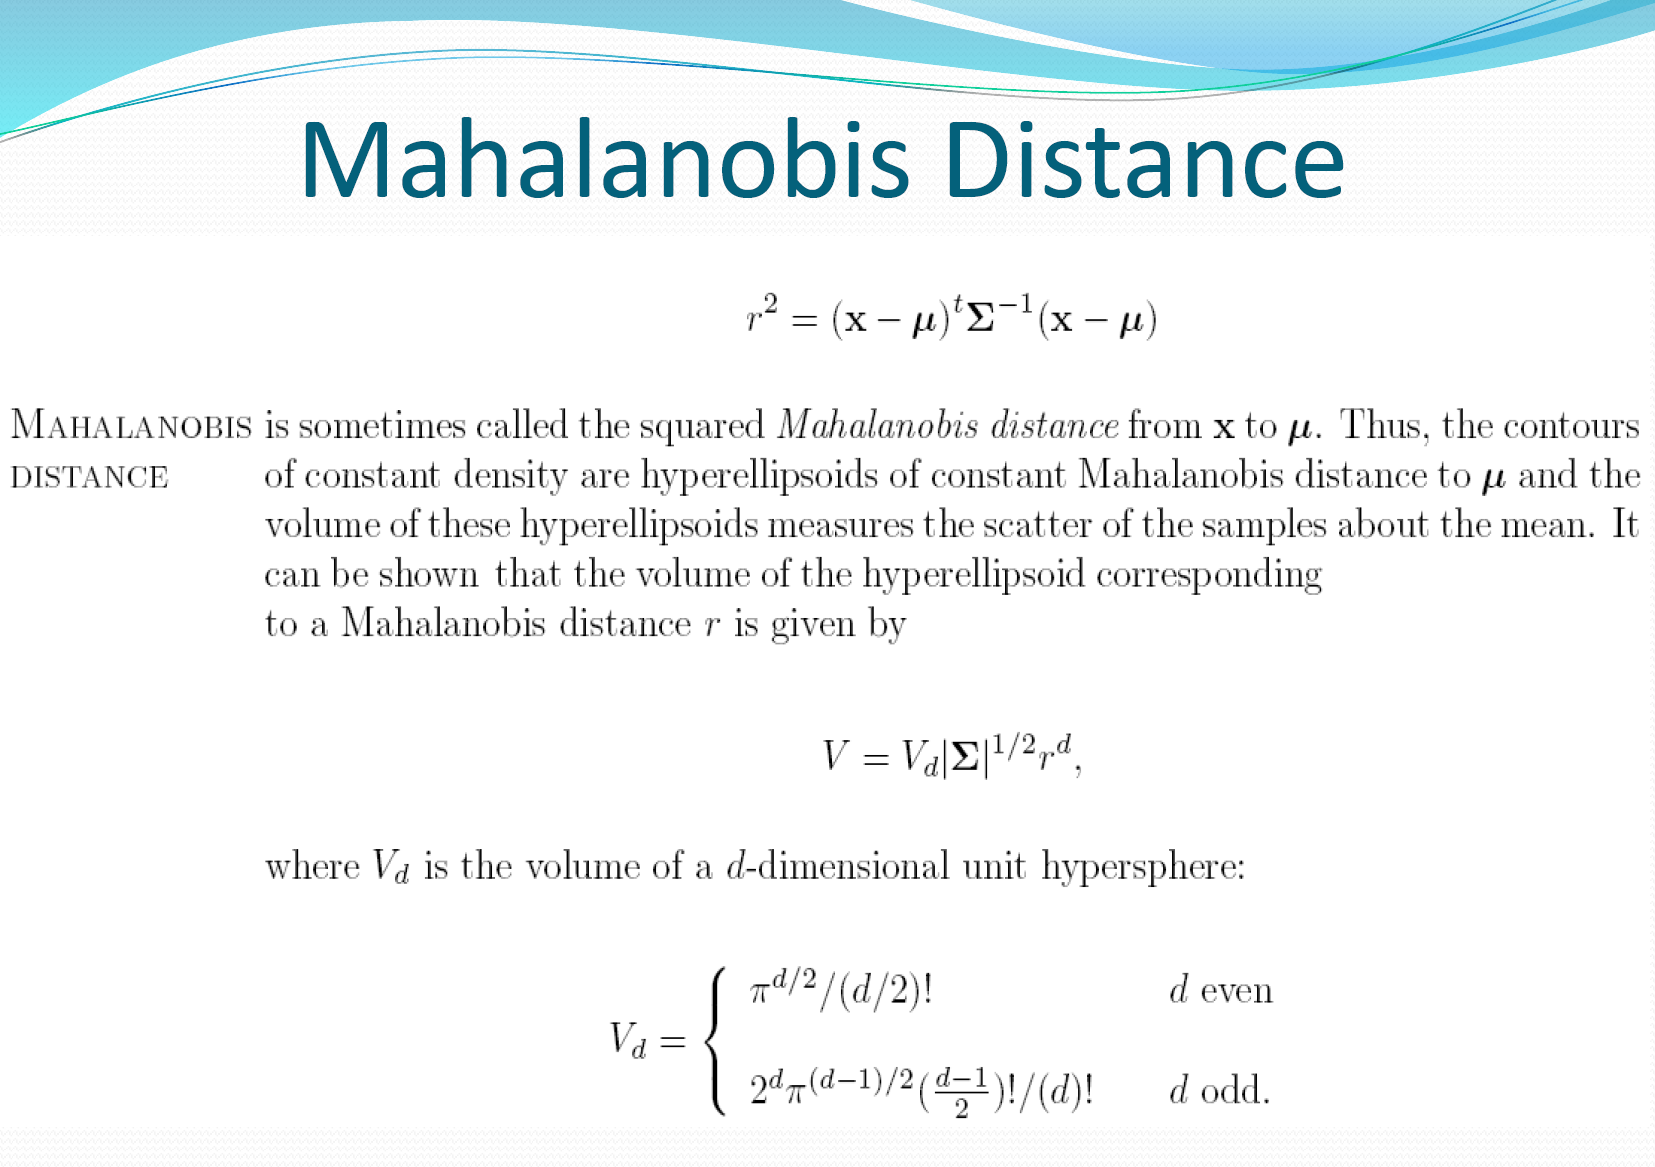 Mahalanobis Distance
r² = (x − μ)ᵗΣ⁻¹(x − μ)
MAHALANOBIS is sometimes called the squared Mahalanobis distance from x to μ. Thus, the contours
DISTANCE of constant density are hyperellipsoids of constant Mahalanobis distance to μ and the
volume of these hyperellipsoids measures the scatter of the samples about the mean. It
can be shown that the volume of the hyperellipsoid corresponding
to a Mahalanobis distance r is given by
V = V_d|Σ|^{1/2}r^d,
where V_d is the volume of a d-dimensional unit hypersphere:
π^{d/2}/(d/2)! d even
V_d = {
2^dπ^{(d−1)/2}(\frac{d−1}{2})!/(d)! d odd.